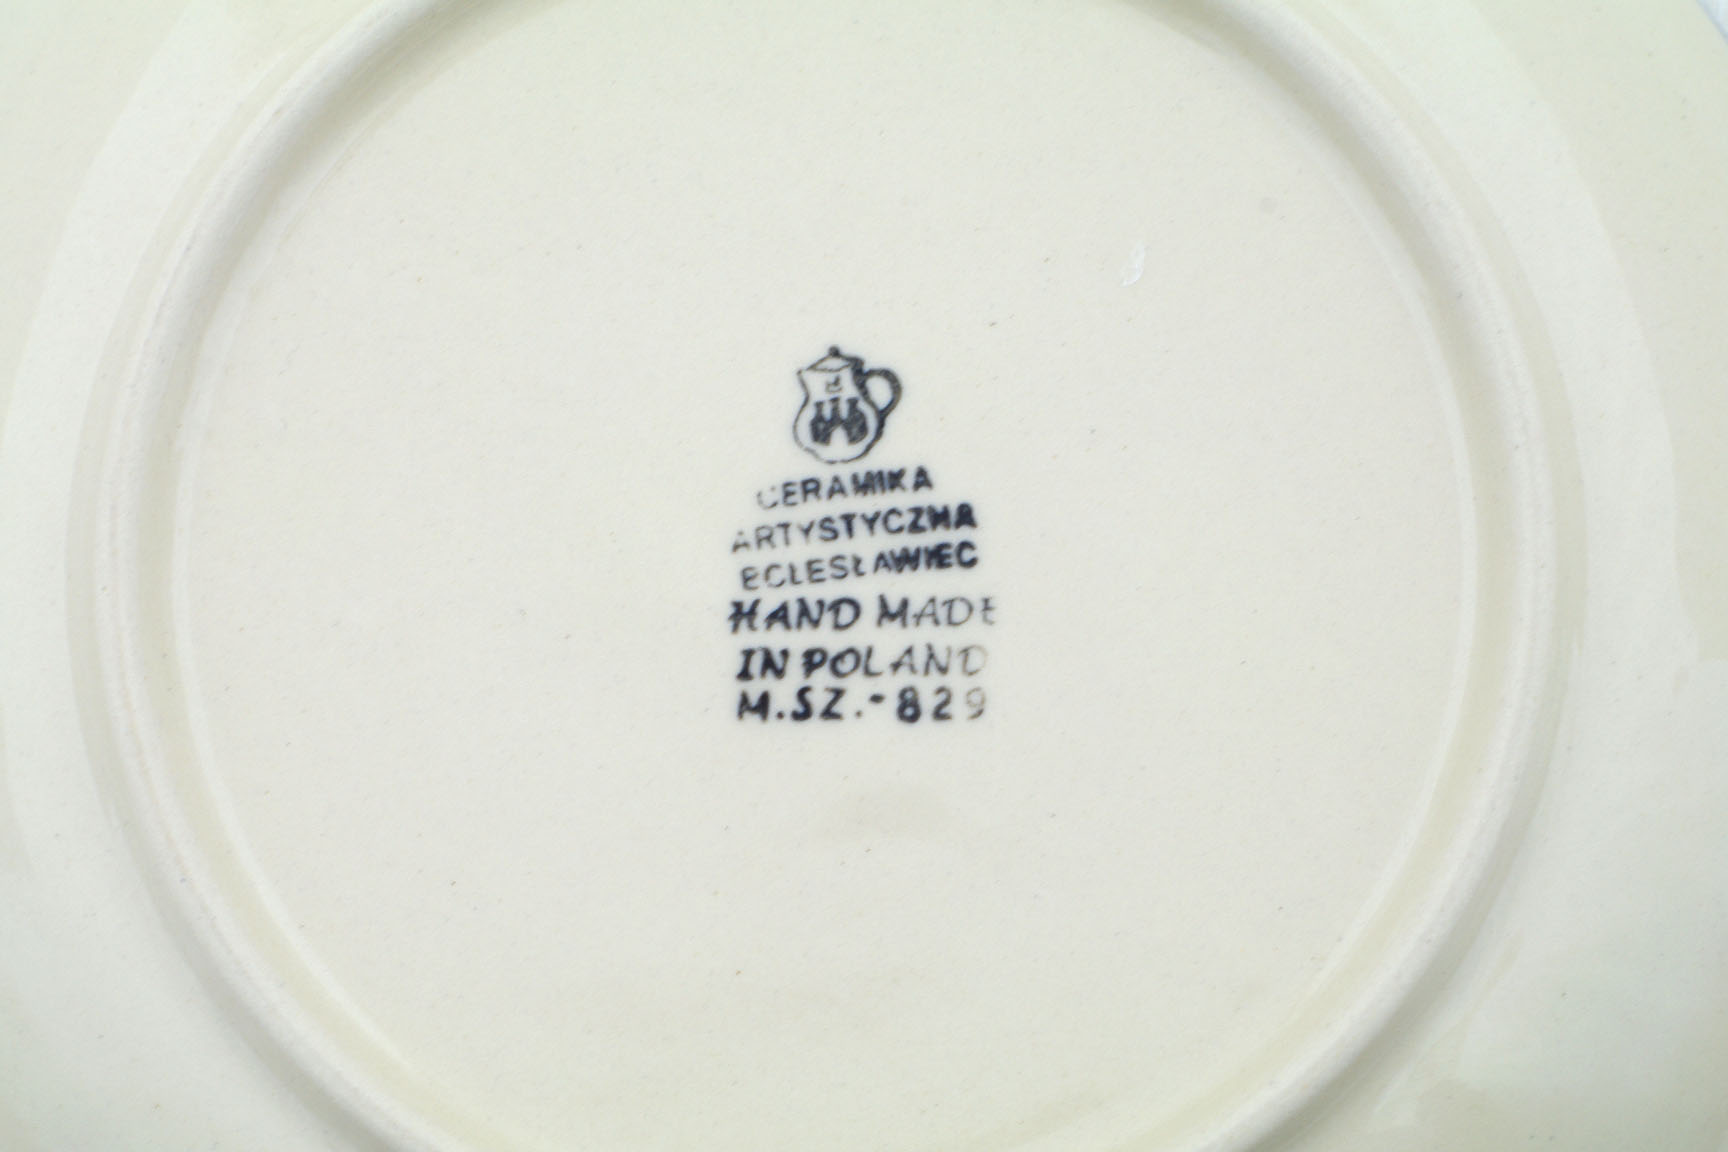 CERAMIKA
ARTYSTYCZNA
BOLESŁAWIEC
HAND MADE
IN POLAND
M.SZ.-829